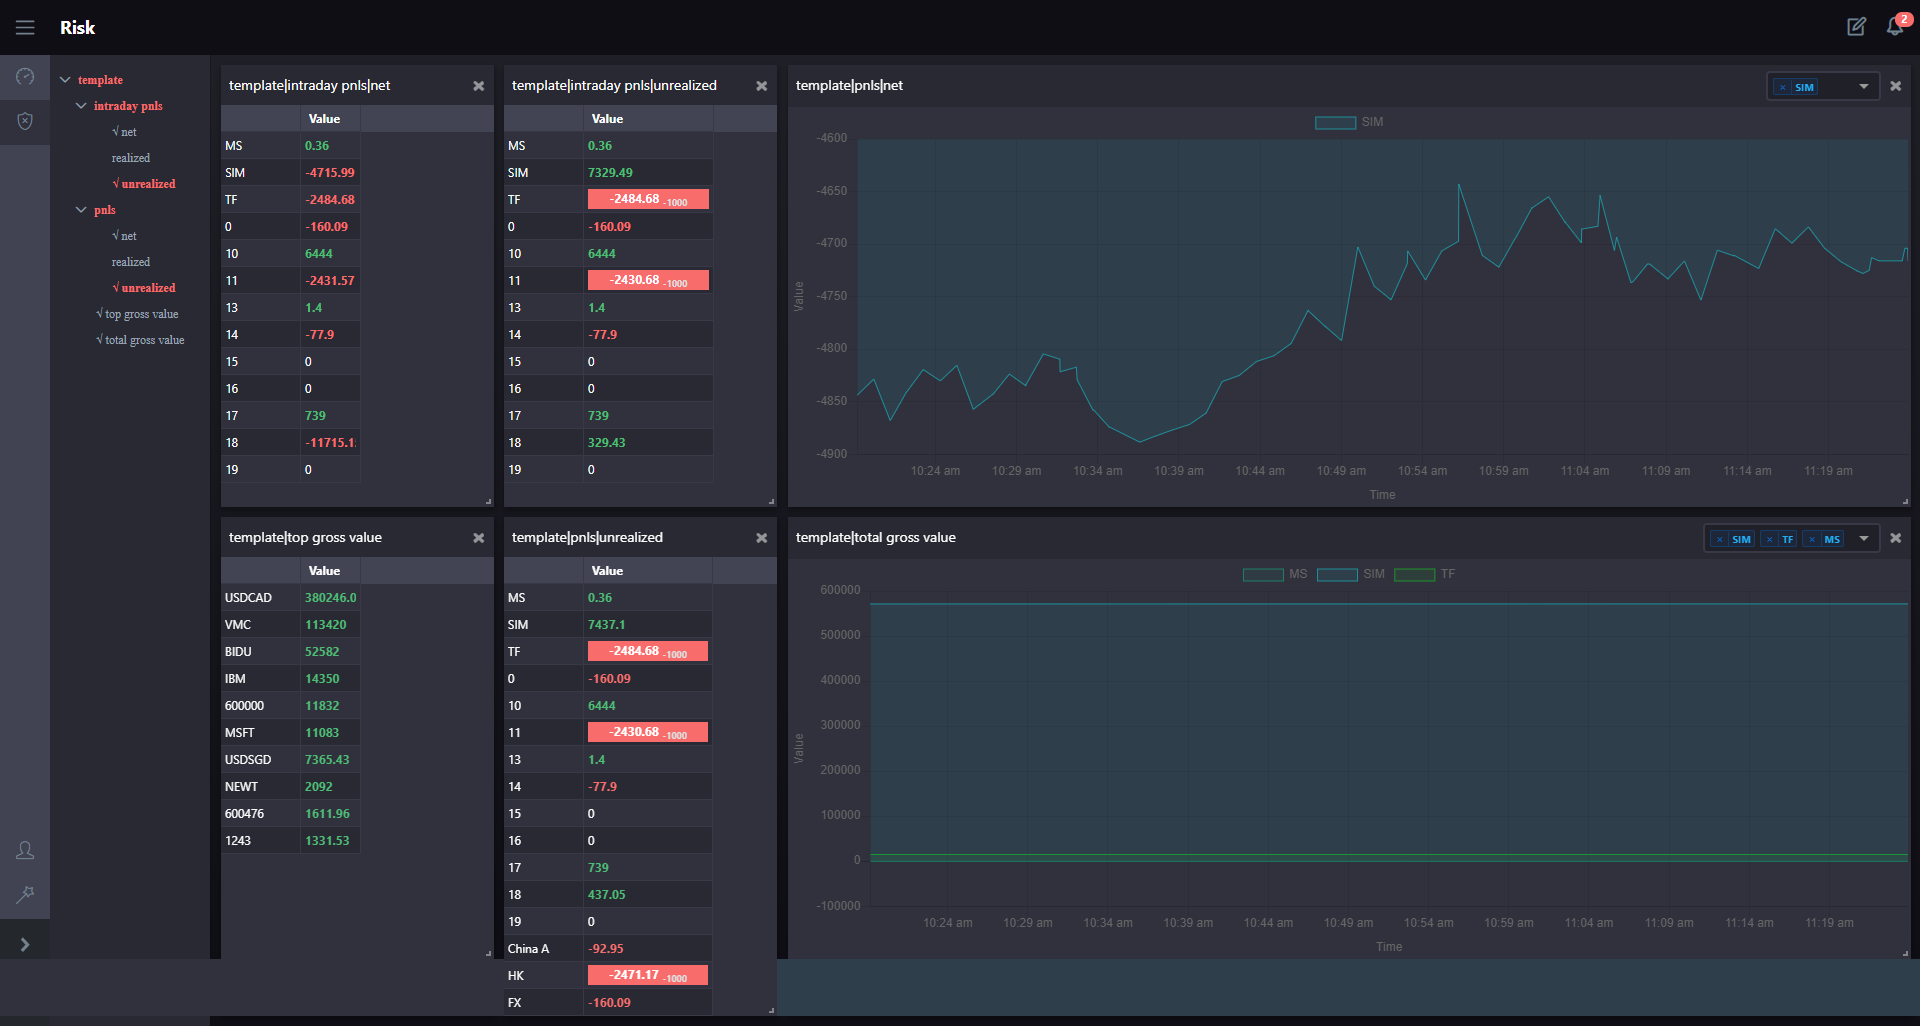 Risk
2
template
intraday pnls
√ net
realized
√ unrealized
pnls
√ net
realized
√ unrealized
√ top gross value
√ total gross value
template|intraday pnls|net
Value
MS 0.36
SIM -4715.99
TF -2484.68
0 -160.09
10 6444
11 -2431.57
13 1.4
14 -77.9
15 0
16 0
17 739
18 -11715.1
19 0
template|intraday pnls|unrealized
Value
MS 0.36
SIM 7329.49
TF -2484.68 -1000
0 -160.09
10 6444
11 -2430.68 -1000
13 1.4
14 -77.9
15 0
16 0
17 739
18 329.43
19 0
template|pnls|net
× SIM
SIM
-4600
-4650
-4700
-4750
-4800
-4850
-4900
Value
10:24 am 10:29 am 10:34 am 10:39 am 10:44 am 10:49 am 10:54 am 10:59 am 11:04 am 11:09 am 11:14 am 11:19 am
Time
template|top gross value
Value
USDCAD 380246.0
VMC 113420
BIDU 52582
IBM 14350
600000 11832
MSFT 11083
USDSGD 7365.43
NEWT 2092
600476 1611.96
1243 1331.53
template|pnls|unrealized
Value
MS 0.36
SIM 7437.1
TF -2484.68 -1000
0 -160.09
10 6444
11 -2430.68 -1000
13 1.4
14 -77.9
15 0
16 0
17 739
18 437.05
19 0
China A -92.95
HK -2471.17 -1000
FX -160.09
template|total gross value
× SIM × TF × MS
MS SIM TF
600000
500000
400000
300000
200000
100000
0
-100000
Value
10:24 am 10:29 am 10:34 am 10:39 am 10:44 am 10:49 am 10:54 am 10:59 am 11:04 am 11:09 am 11:14 am 11:19 am
Time